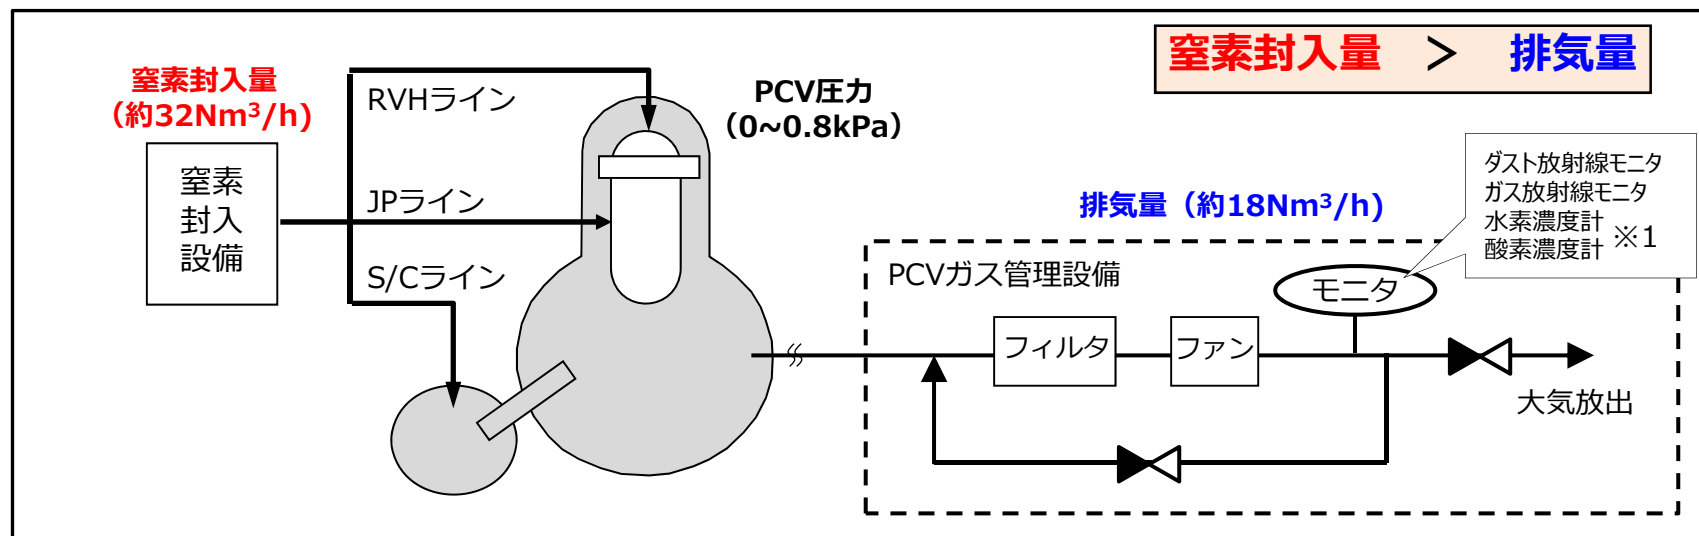 窒素封入量 > 排気量
窒素封入量
(約32Nm³/h)
RVHライン
PCV圧力
(0~0.8kPa)
窒素
封入
設備
JPライン
S/Cライン
排気量(約18Nm³/h)
ダスト放射線モニタ
ガス放射線モニタ
水素濃度計
酸素濃度計 ※1
PCVガス管理設備
モニタ
フィルタ
ファン
大気放出